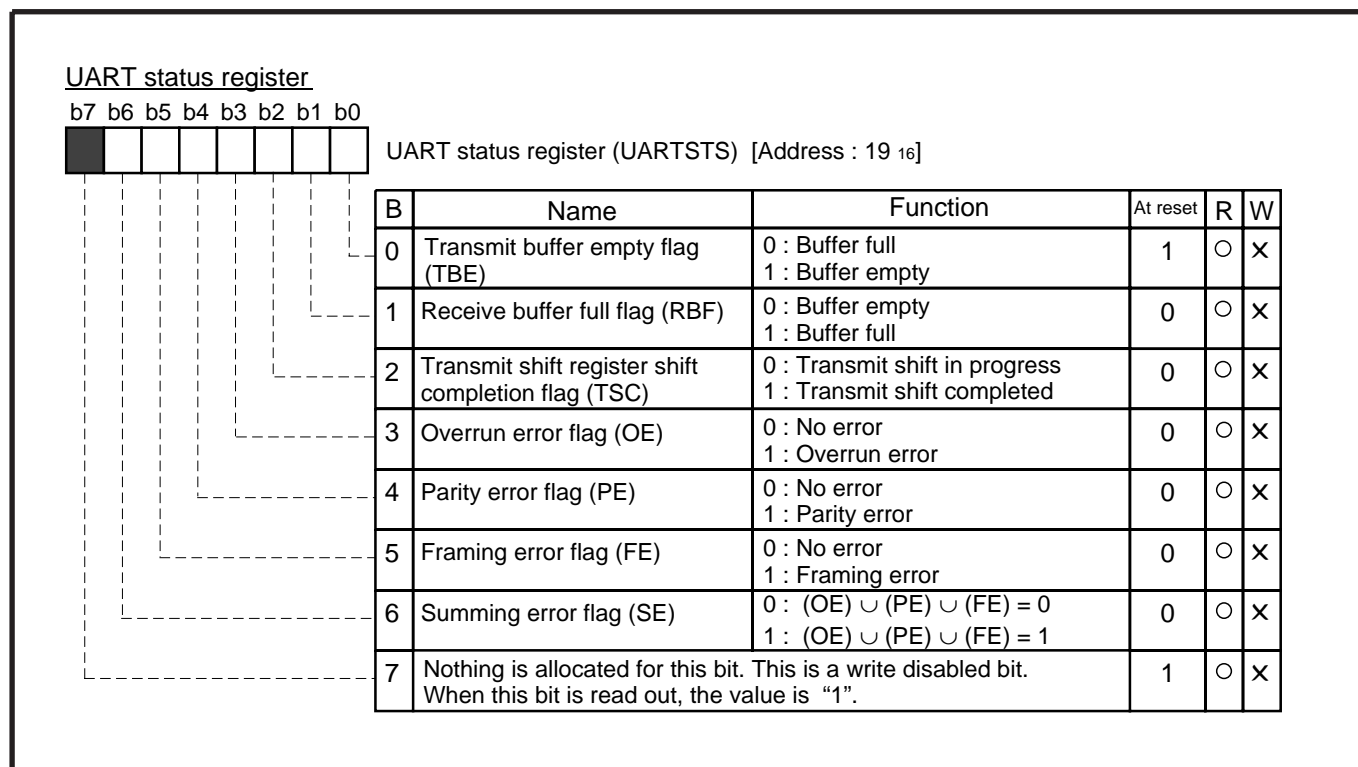 UART status register
b7 b6 b5 b4 b3 b2 b1 b0
UART status register (UARTSTS) [Address : 19 16]
B Name Function At reset R W
0 Transmit buffer empty flag (TBE) 0 : Buffer full 1 : Buffer empty 1 ○ ×
1 Receive buffer full flag (RBF) 0 : Buffer empty 1 : Buffer full 0 ○ ×
2 Transmit shift register shift completion flag (TSC) 0 : Transmit shift in progress 1 : Transmit shift completed 0 ○ ×
3 Overrun error flag (OE) 0 : No error 1 : Overrun error 0 ○ ×
4 Parity error flag (PE) 0 : No error 1 : Parity error 0 ○ ×
5 Framing error flag (FE) 0 : No error 1 : Framing error 0 ○ ×
6 Summing error flag (SE) 0 : (OE) ∪ (PE) ∪ (FE) = 0 1 : (OE) ∪ (PE) ∪ (FE) = 1 0 ○ ×
7 Nothing is allocated for this bit. This is a write disabled bit. When this bit is read out, the value is “1”. 1 ○ ×